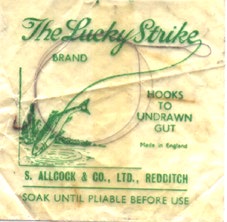 The Lucky Strike
BRAND
HOOKS
TO
UNDRAWN
GUT
Made in England
S. ALLCOCK & CO., LTD., REDDITCH
SOAK UNTIL PLIABLE BEFORE USE